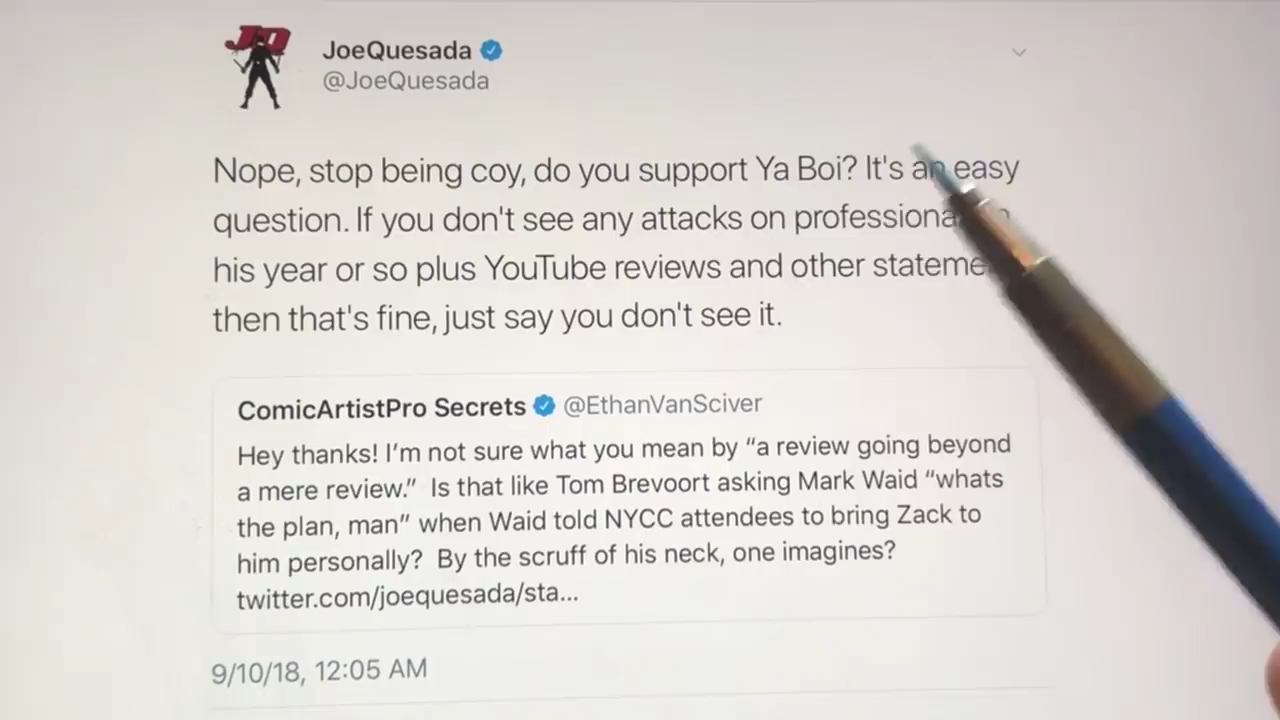 JQ
JoeQuesada
@JoeQuesada
Nope, stop being coy, do you support Ya Boi? It's an easy
question. If you don't see any attacks on
his year or so plus YouTube reviews and other
then that's fine, just say you don't see it.
ComicArtistPro Secrets @EthanVanSciver
Hey thanks! I'm not sure what you mean by “a review going beyond
a mere review.” Is that like Tom Brevoort asking Mark Waid “whats
the plan, man” when Waid told NYCC attendees to bring Zack to
him personally? By the scruff of his neck, one imagines?
twitter.com/joequesada/sta...
9/10/18, 12:05 AM